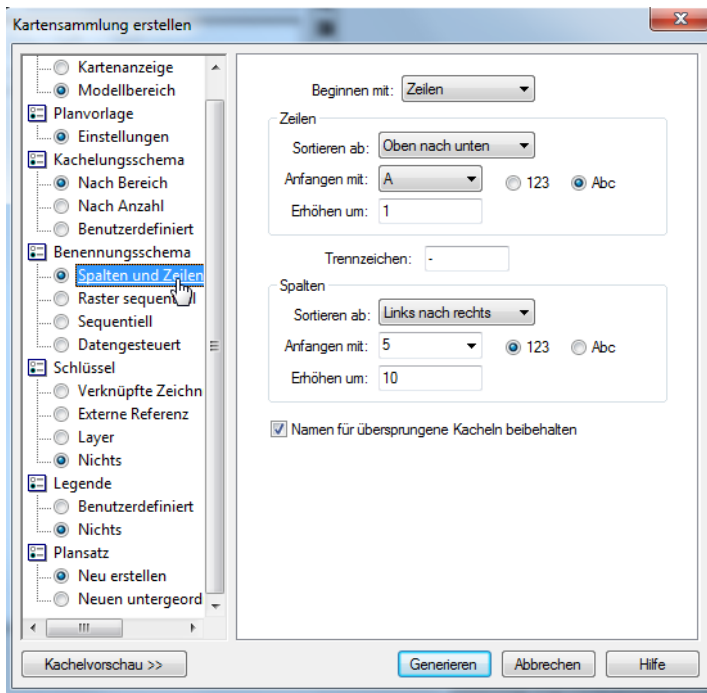 Kartensammlung erstellen
Kartenanzeige
Modellbereich
Planvorlage
Einstellungen
Kachelungsschema
Nach Bereich
Nach Anzahl
Benutzerdefiniert
Benennungsschema
Spalten und Zeilen
Raster sequentiell
Sequentiell
Datengesteuert
Schlüssel
Verknüpfte Zeichn
Externe Referenz
Layer
Nichts
Legende
Benutzerdefiniert
Nichts
Plansatz
Neu erstellen
Neuen untergeord
Beginnen mit: Zeilen
Zeilen
Sortieren ab: Oben nach unten
Anfangen mit: A 123 Abc
Erhöhen um: 1
Trennzeichen: -
Spalten
Sortieren ab: Links nach rechts
Anfangen mit: 5 123 Abc
Erhöhen um: 10
Namen für übersprungene Kacheln beibehalten
Kachelvorschau >> Generieren Abbrechen Hilfe